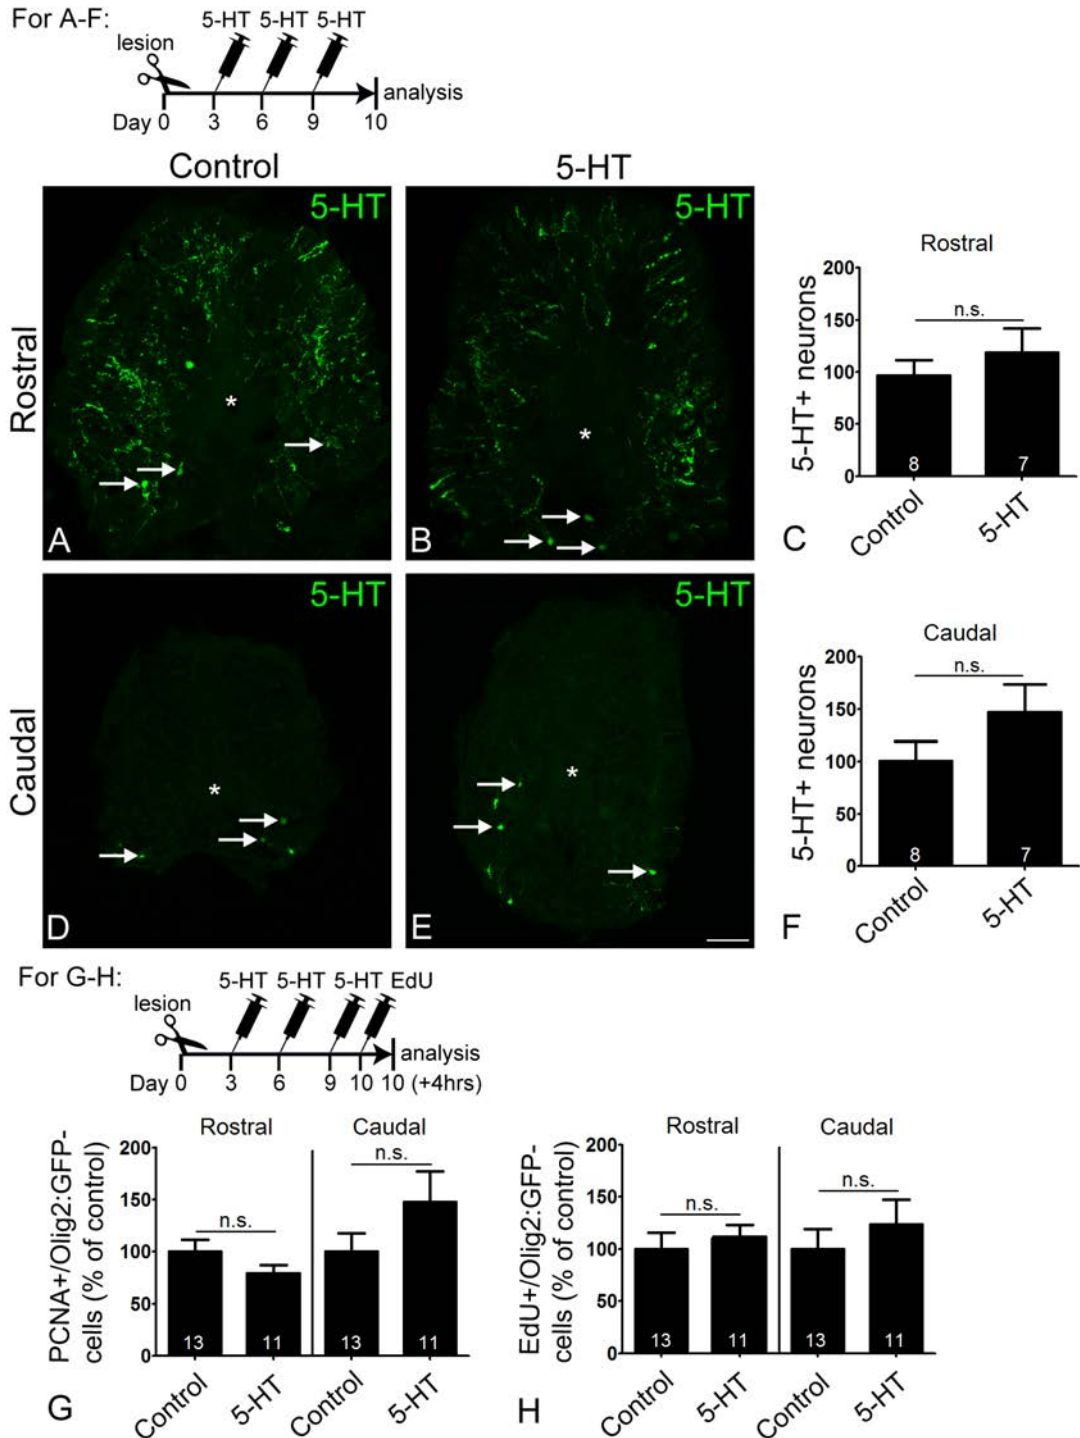 For A-F:
5-HT 5-HT 5-HT
lesion
analysis
Day 0 3 6 9 10
Control 5-HT
Rostral
5-HT
A
*
5-HT
B
*
Rostral
5-HT+ neurons
200
150
100
50
0
n.s.
8 7
Control 5-HT
C
Caudal
5-HT
D
*
5-HT
E
*
Caudal
5-HT+ neurons
200
150
100
50
0
n.s.
8 7
Control 5-HT
F
For G-H:
5-HT 5-HT 5-HT EdU
lesion
analysis
Day 0 3 6 9 10 10 (+4hrs)
Rostral Caudal
PCNA+/Olig2:GFP-
cells (% of control)
200
150
100
50
0
n.s. n.s.
13 11 13 11
Control 5-HT Control 5-HT
G
Rostral Caudal
EdU+/Olig2:GFP-
cells (% of control)
200
150
100
50
0
n.s. n.s.
13 11 13 11
Control 5-HT Control 5-HT
H